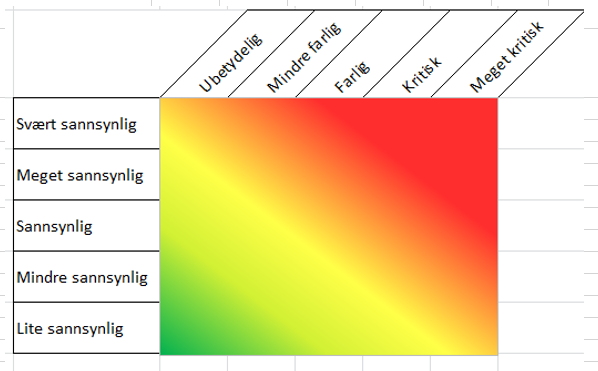 Ubetydelig
Mindre farlig
Farlig
Kritisk
Meget kritisk
Svært sannsynlig
Meget sannsynlig
Sannsynlig
Mindre sannsynlig
Lite sannsynlig